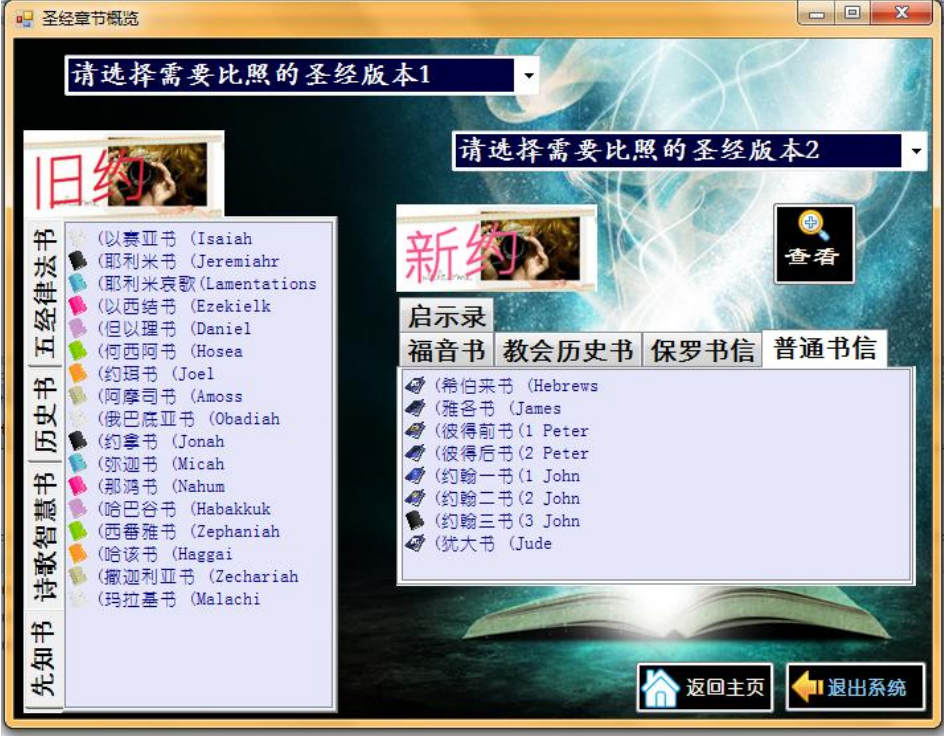 圣经章节概览
请选择需要比照的圣经版本1
请选择需要比照的圣经版本2
旧约
五经律法书
历史书
诗歌智慧书
先知书
(以赛亚书 (Isaiah
(耶利米书 (Jeremiahr
(耶利米哀歌(Lamentations
(以西结书 (Ezekielk
(但以理书 (Daniel
(何西阿书 (Hosea
(约珥书 (Joel
(阿摩司书 (Amoss
(俄巴底亚书 (Obadiah
(约拿书 (Jonah
(弥迦书 (Micah
(那鸿书 (Nahum
(哈巴谷书 (Habakkuk
(西番雅书 (Zephaniah
(哈该书 (Haggai
(撒迦利亚书 (Zechariah
(玛拉基书 (Malachi
新约
查看
启示录
福音书 教会历史书 保罗书信 普通书信
(希伯来书 (Hebrews
(雅各书 (James
(彼得前书(1 Peter
(彼得后书(2 Peter
(约翰一书(1 John
(约翰二书(2 John
(约翰三书(3 John
(犹大书 (Jude
返回主页
退出系统